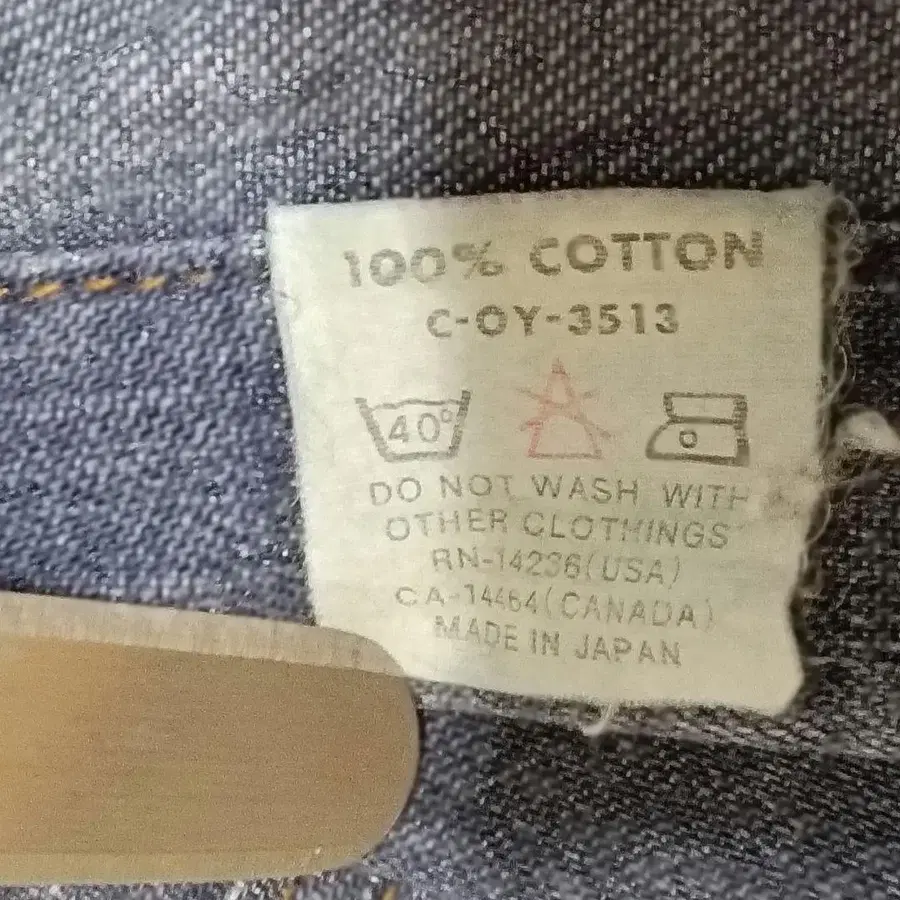 100% COTTON
C-OY-3513
40°
DO NOT WASH WITH
OTHER CLOTHINGS
RN-14236(USA)
CA-14464(CANADA)
MADE IN JAPAN